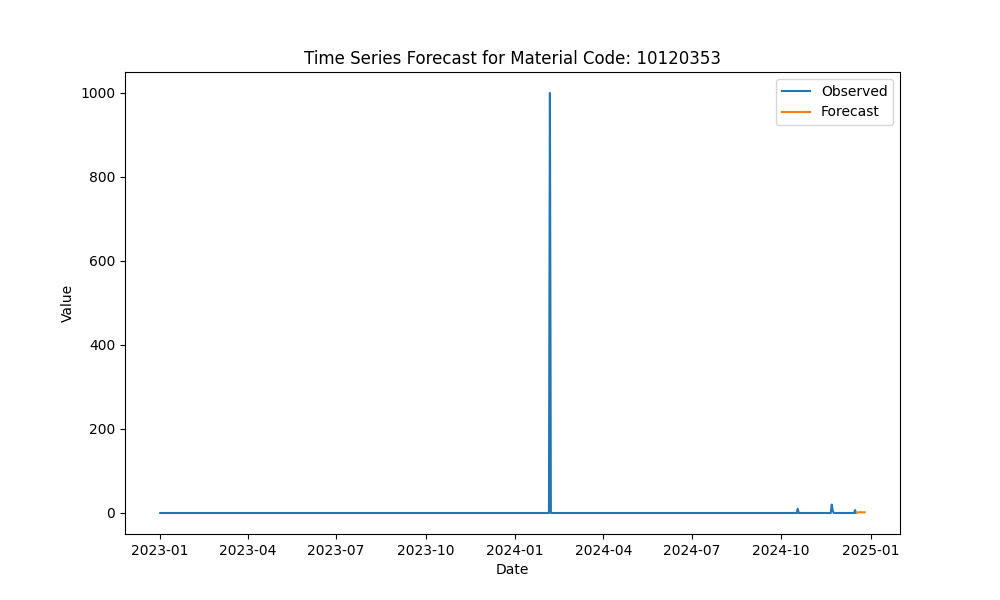 Time Series Forecast for Material Code: 10120353
Observed
Forecast
1000
800
600
400
200
0
Value
2023-01 2023-04 2023-07 2023-10 2024-01 2024-04 2024-07 2024-10 2025-01
Date